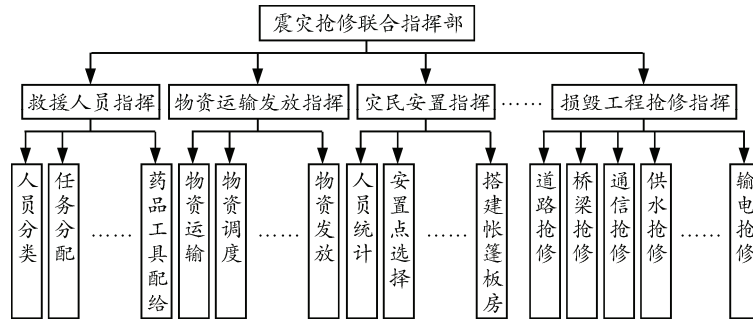 震灾抢修联合指挥部
救援人员指挥
物资运输发放指挥
灾民安置指挥
……
损毁工程抢修指挥
人员分类
任务分配
……
药品工具配给
物资运输
物资调度
……
物资发放
人员统计
安置点选择
……
搭建帐篷板房
道路抢修
桥梁抢修
通信抢修
供水抢修
……
输电抢修